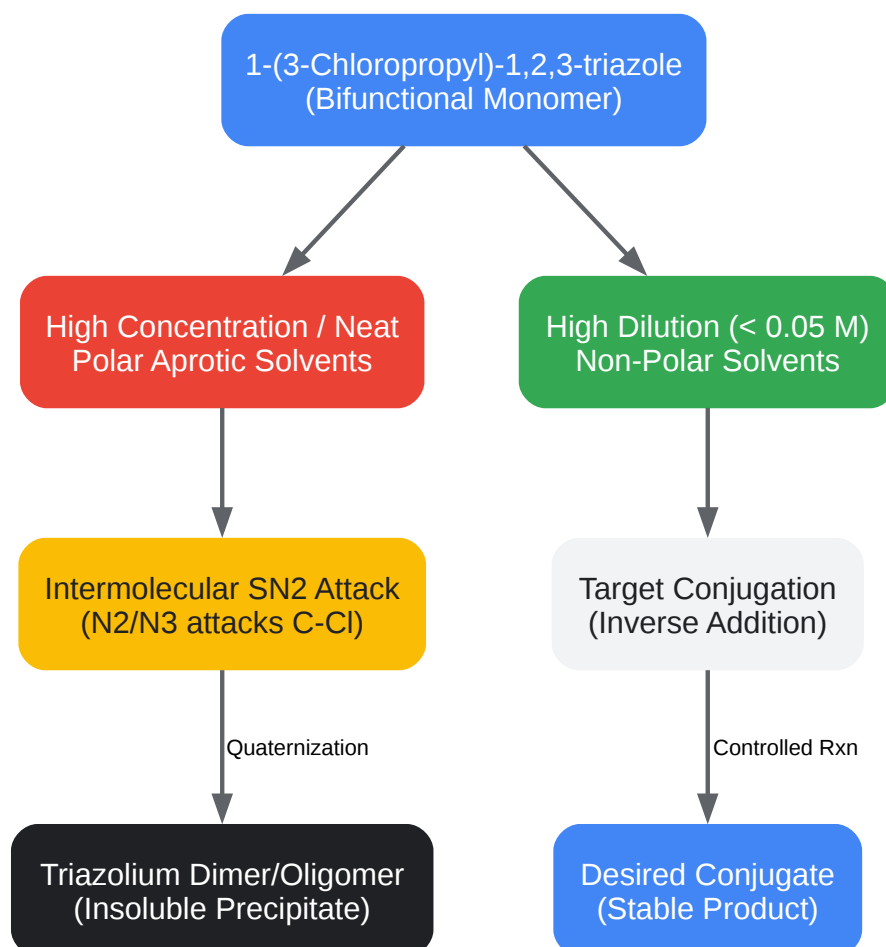 1-(3-Chloropropyl)-1,2,3-triazole
(Bifunctional Monomer)
High Concentration / Neat
Polar Aprotic Solvents
High Dilution (< 0.05 M)
Non-Polar Solvents
Intermolecular SN2 Attack
(N2/N3 attacks C-Cl)
Target Conjugation
(Inverse Addition)
Quaternization
Controlled Rxn
Triazolium Dimer/Oligomer
(Insoluble Precipitate)
Desired Conjugate
(Stable Product)